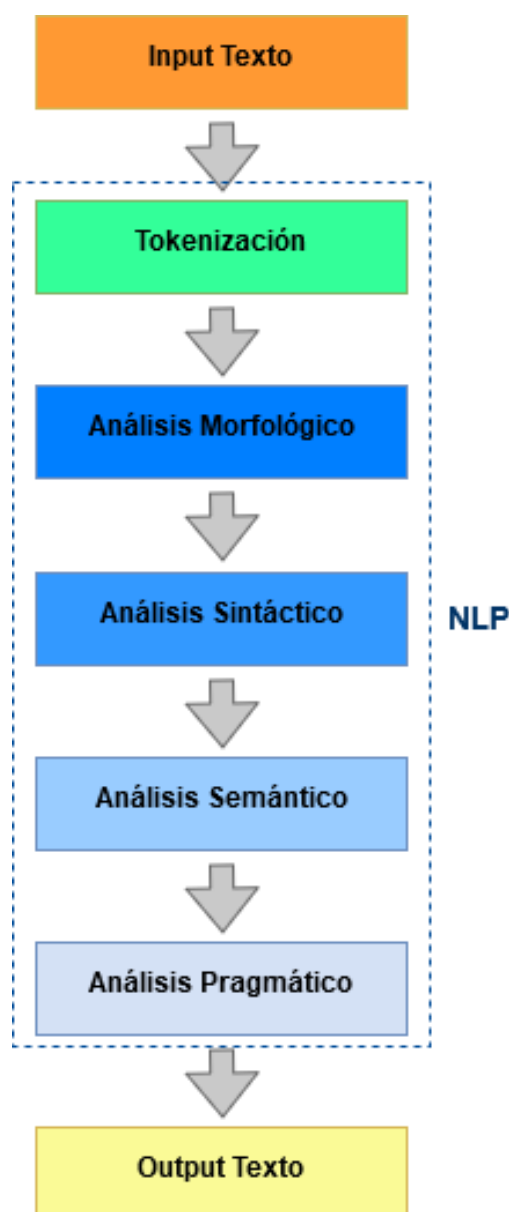 Input Texto
Tokenización
Análisis Morfológico
Análisis Sintáctico
NLP
Análisis Semántico
Análisis Pragmático
Output Texto